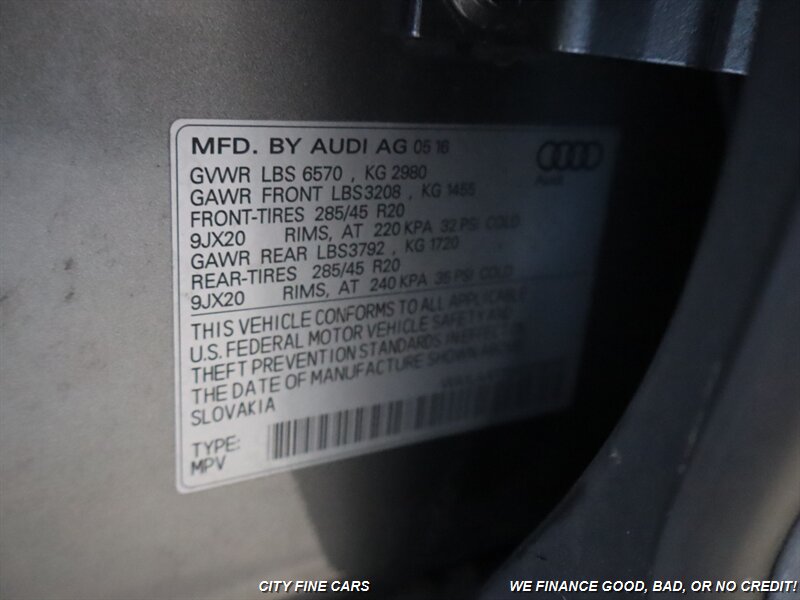 MFD. BY AUDI AG 05 16
GVWR LBS 6570 , KG 2980
GAWR FRONT LBS3208 , KG 1455
FRONT-TIRES 285/45 R20
9JX20 RIMS, AT 220 KPA 32 PSI COLD
GAWR REAR LBS3792 , KG 1720
REAR-TIRES 285/45 R20
9JX20 RIMS, AT 240 KPA 35 PSI COLD
THIS VEHICLE CONFORMS TO ALL APPLICABLE
U.S. FEDERAL MOTOR VEHICLE SAFETY AND
THEFT PREVENTION STANDARDS IN EFFECT ON
THE DATE OF MANUFACTURE SHOWN ABOVE
SLOVAKIA
TYPE:
MPV
Audi
CITY FINE CARS
WE FINANCE GOOD, BAD, OR NO CREDIT!